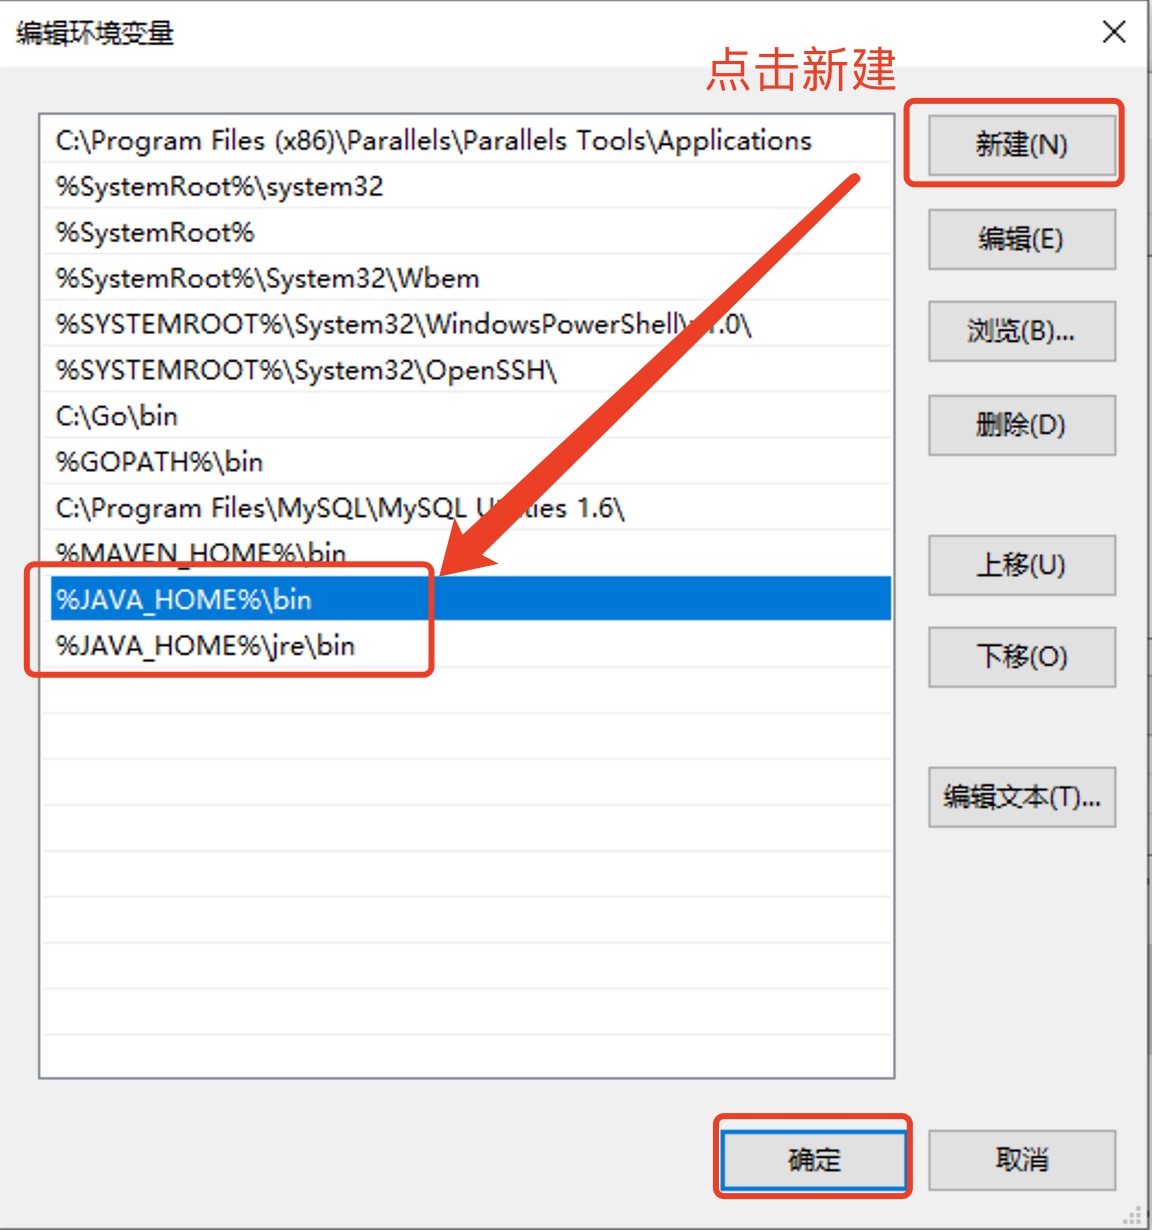 编辑环境变量
点击新建
C:\Program Files (x86)\Parallels\Parallels Tools\Applications
新建(N)
%SystemRoot%\system32
%SystemRoot%
编辑(E)
%SystemRoot%\System32\Wbem
%SYSTEMROOT%\System32\WindowsPowerShell\v1.0\
浏览(B)...
%SYSTEMROOT%\System32\OpenSSH\
C:\Go\bin
删除(D)
%GOPATH%\bin
C:\Program Files\MySQL\MySQL Utilities 1.6\
%MAVEN_HOME%\bin
上移(U)
%JAVA_HOME%\bin
%JAVA_HOME%\jre\bin
下移(O)
编辑文本(T)...
确定
取消